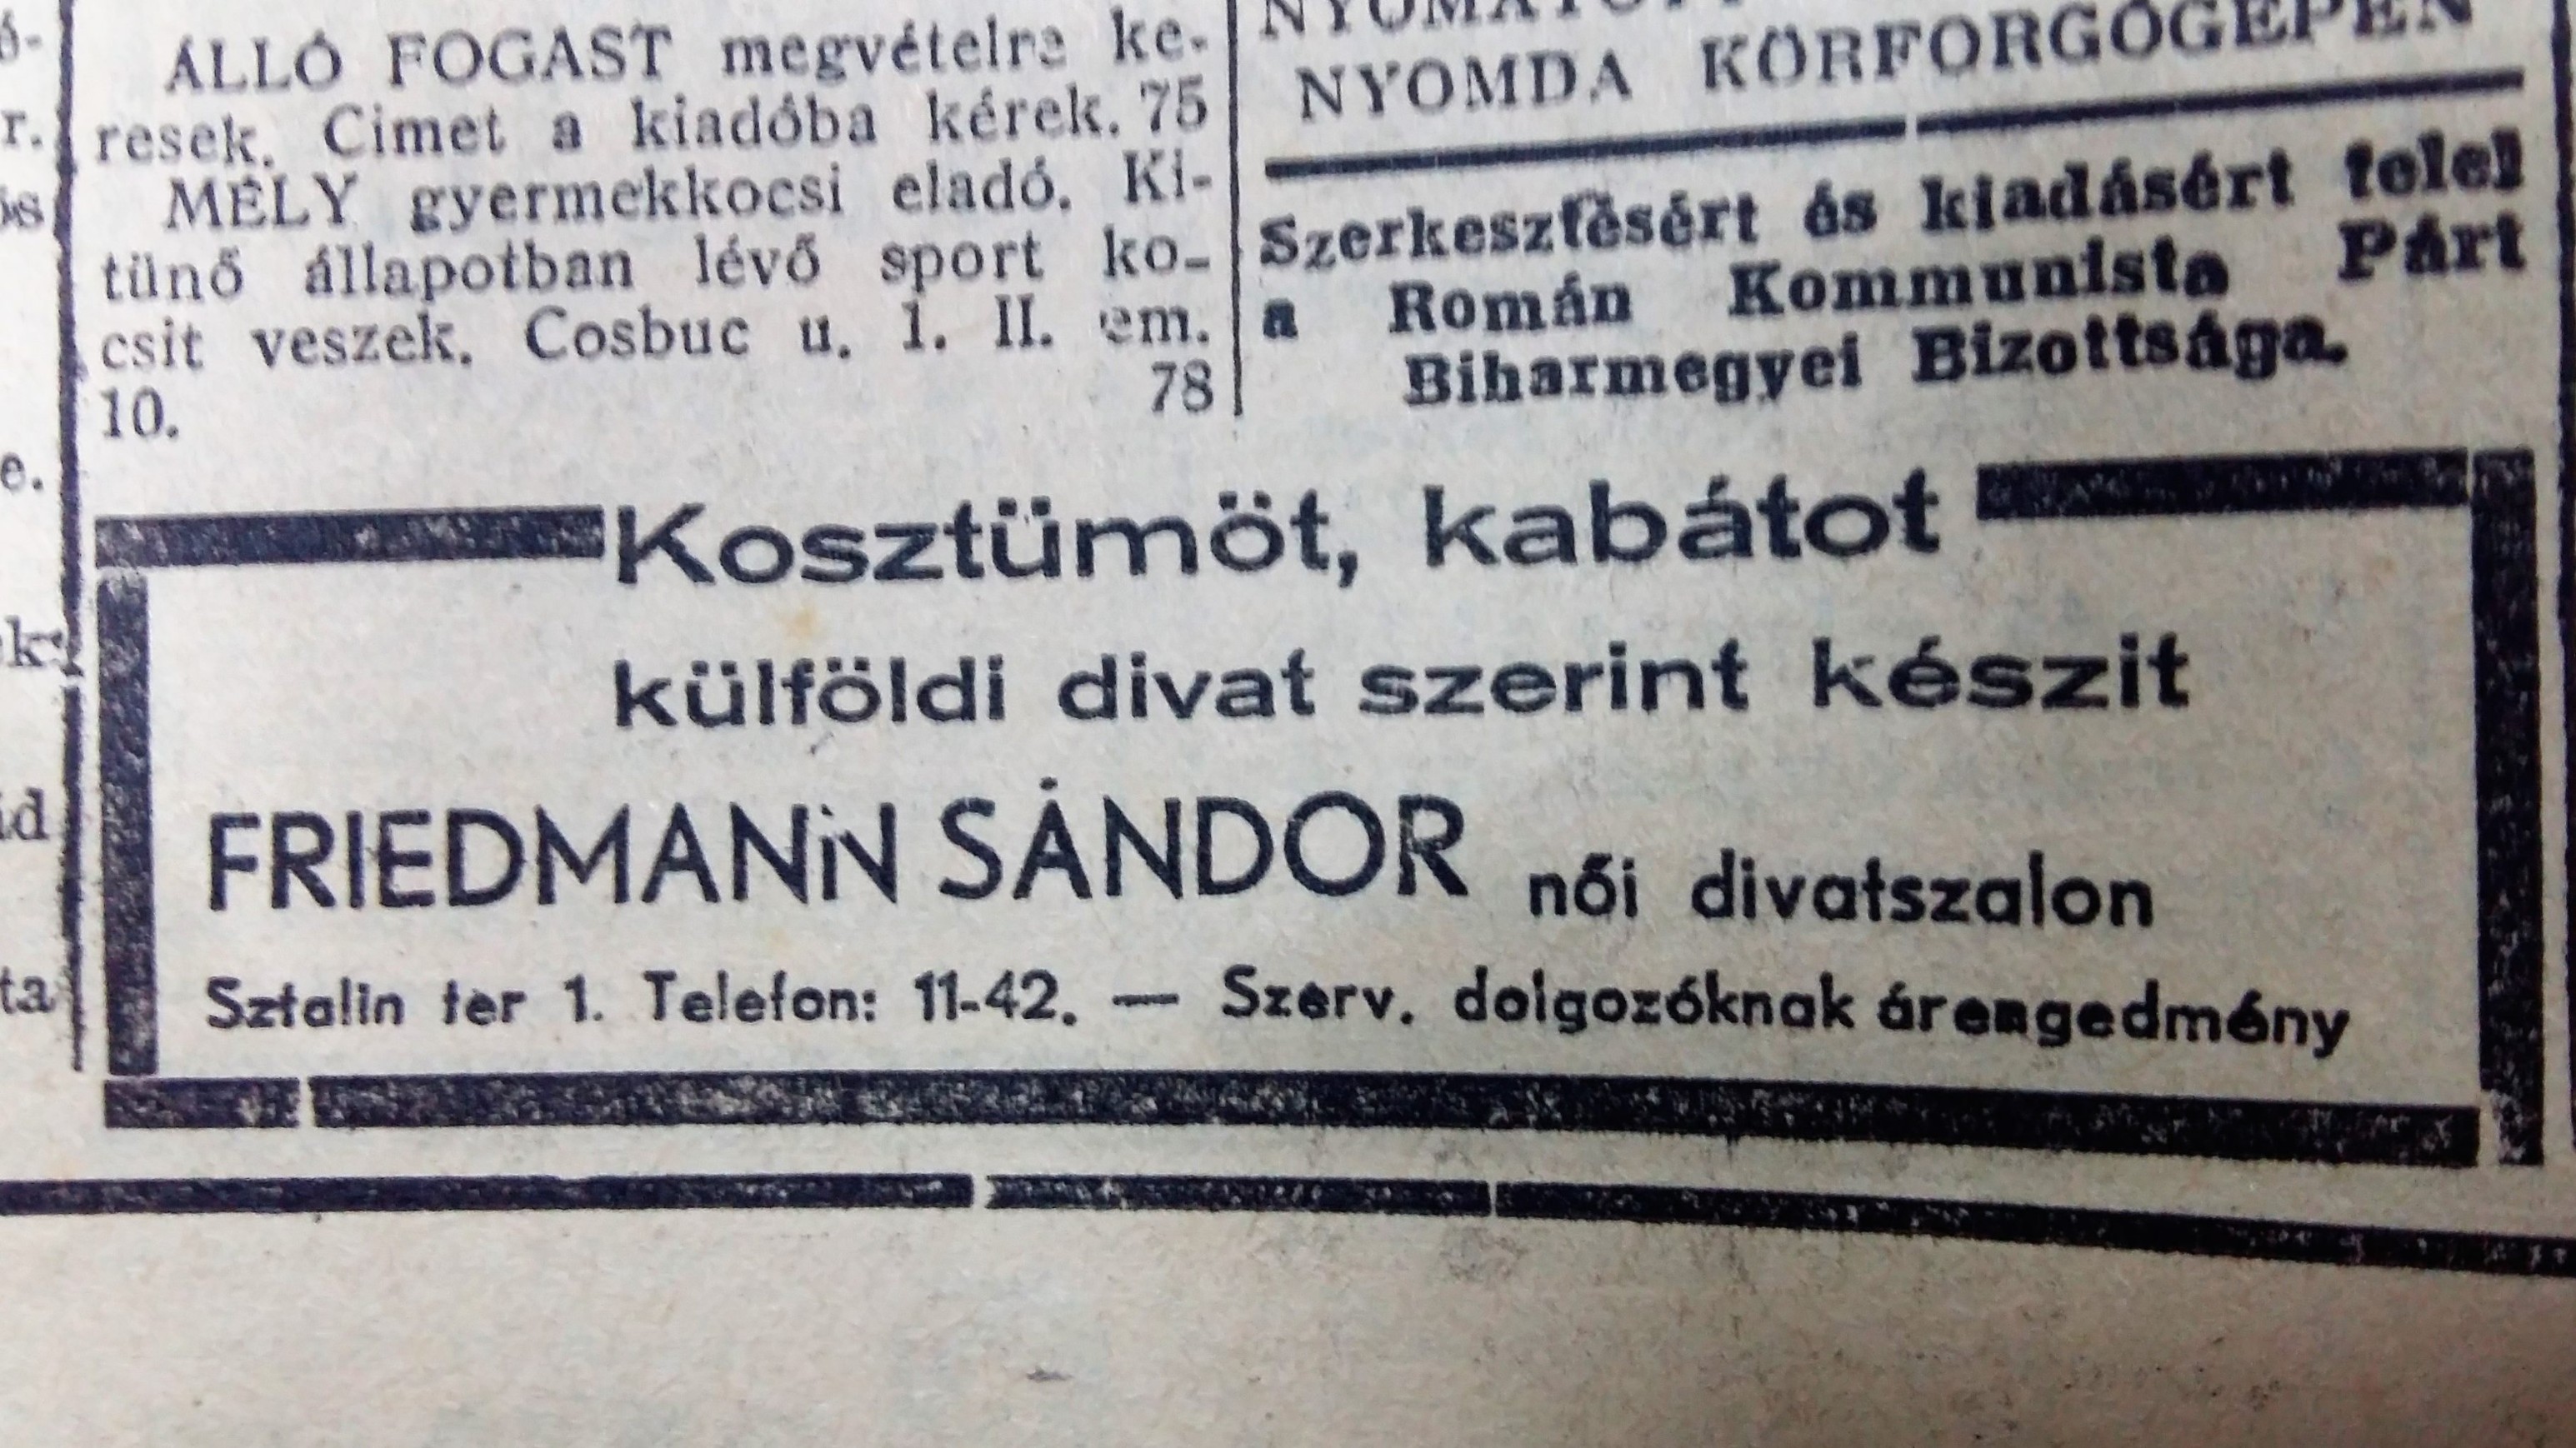 ÁLLÓ FOGAST megvételre ke-
resek. Cimet a kiadóba kérek. 75
MÉLY gyermekkocsi eladó. Ki-
tünő állapotban lévő sport ko-
csit veszek. Cosbuc u. 1. II. em.
10. 78
NYOMDA KÖRFORGÓGÉPÉN
Szerkesztésért és kiadásért felel
a Román Kommunista Párt
Biharmegyei Bizottsága.
Kosztümöt, kabátot
külföldi divat szerint készit
FRIEDMANN SÁNDOR női divatszalon
Sztalin ter 1. Telefon: 11-42. — Szerv. dolgozóknak árengedmény